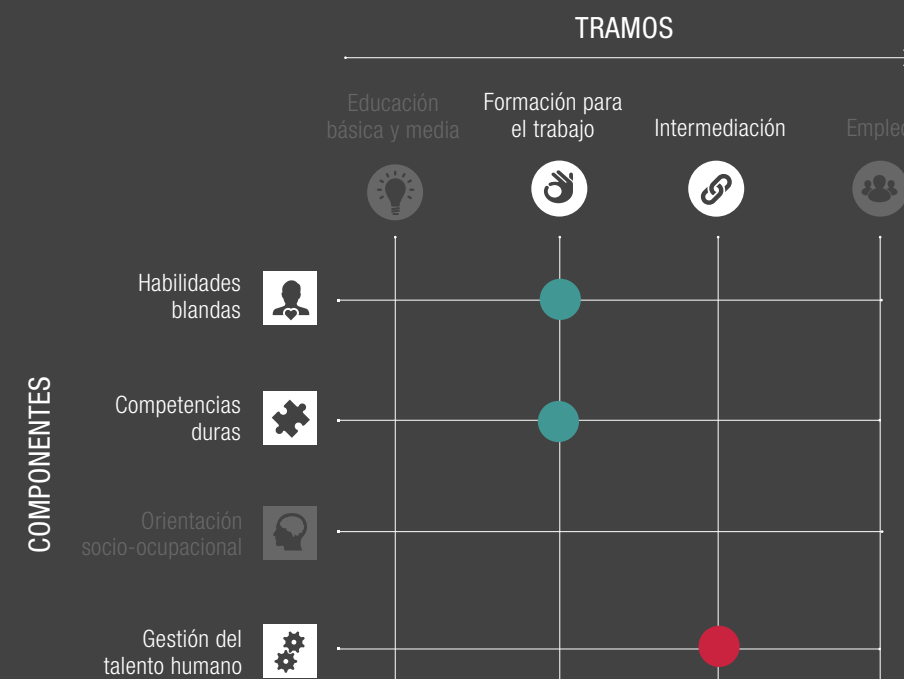 TRAMOS
Educación
básica y media
Formación para
el trabajo
Intermediación
Habilidades
blandas
Competencias
duras
COMPONENTES
Orientación
socio-ocupacional
Gestión del
talento humano